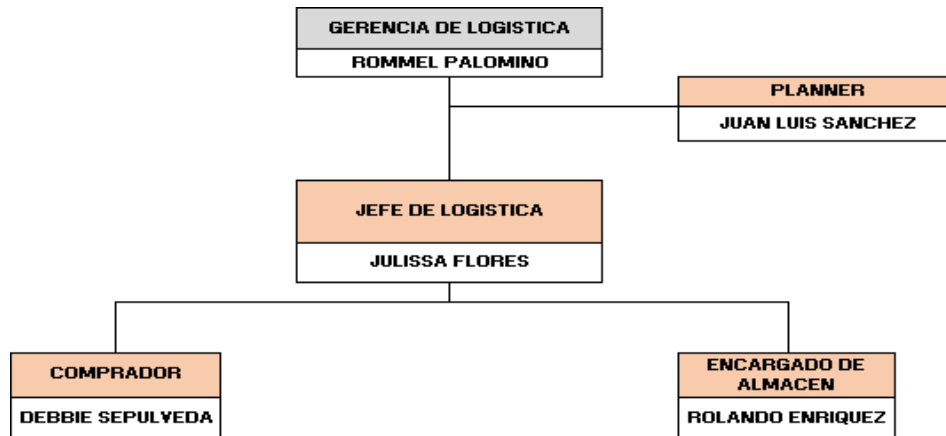 GERENCIA DE LOGISTICA
ROMMEL PALOMINO
PLANNER
JUAN LUIS SANCHEZ
JEFE DE LOGISTICA
JULISSA FLORES
COMPRADOR
DEBBIE SEPULVEDA
ENCARGADO DE
ALMACEN
ROLANDO ENRIQUEZ